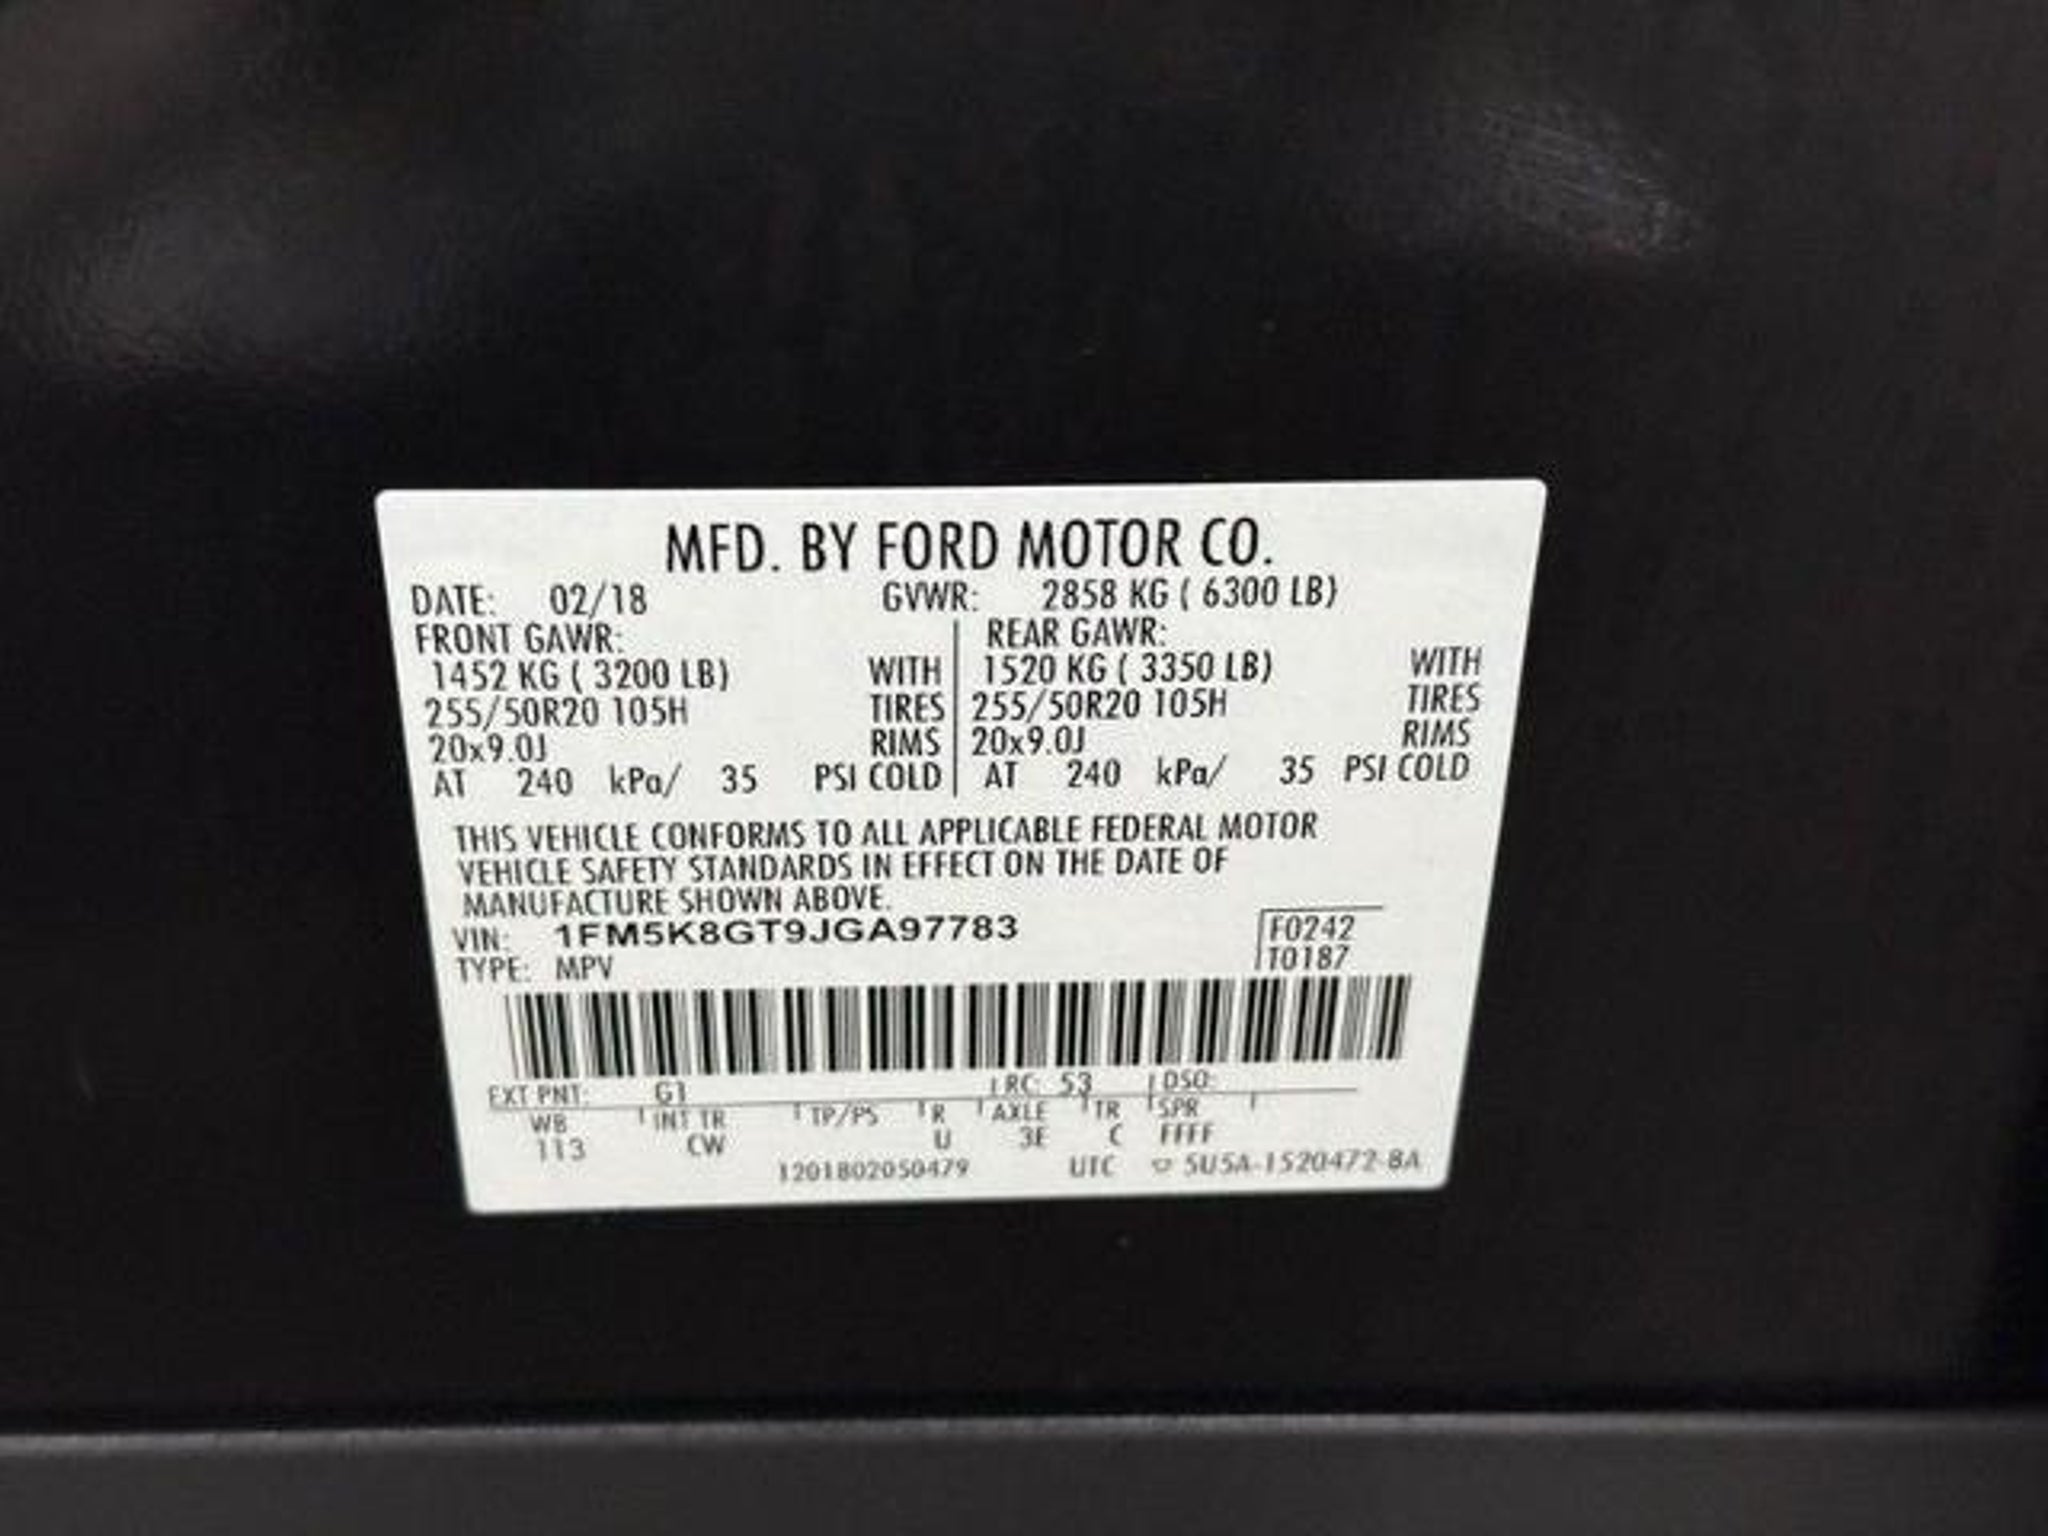 MFD. BY FORD MOTOR CO.
DATE: 02/18 GVWR: 2858 KG ( 6300 LB)
FRONT GAWR: REAR GAWR:
1452 KG ( 3200 LB) WITH 1520 KG ( 3350 LB) WITH
255/50R20 105H TIRES 255/50R20 105H TIRES
20x9.0J RIMS 20x9.0J RIMS
AT 240 kPa/ 35 PSI COLD AT 240 kPa/ 35 PSI COLD
THIS VEHICLE CONFORMS TO ALL APPLICABLE FEDERAL MOTOR
VEHICLE SAFETY STANDARDS IN EFFECT ON THE DATE OF
MANUFACTURE SHOWN ABOVE.
VIN: 1FM5K8GT9JGA97783 F0242
TYPE: MPV T0187
EXT PNT: G1 RC: 53 DSO:
WB INT TR TP/PS R AXLE TR SPR
113 CW U 3E C FFFF
1201802050479 UTC 5U5A-1520472-BA